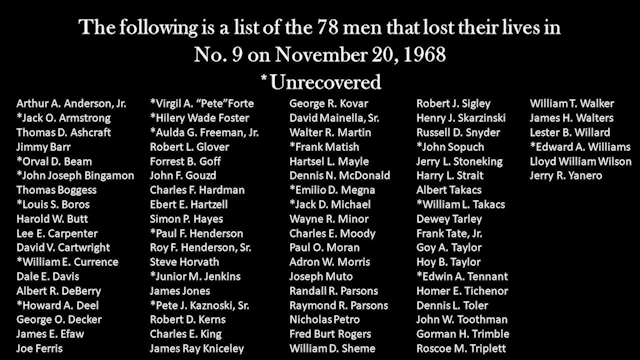 The following is a list of the 78 men that lost their lives in
No. 9 on November 20, 1968
*Unrecovered
Arthur A. Anderson, Jr.
*Jack O. Armstrong
Thomas D. Ashcraft
Jimmy Barr
*Orval D. Beam
*John Joseph Bingamon
Thomas Boggess
*Louis S. Boros
Harold W. Butt
Lee E. Carpenter
David V. Cartwright
*William E. Currence
Dale E. Davis
Albert R. DeBerry
*Howard A. Deel
George O. Decker
James E. Efaw
Joe Ferris
*Virgil A. "Pete"Forte
*Hilery Wade Foster
*Aulda G. Freeman, Jr.
Robert L. Glover
Forrest B. Goff
John F. Gouzd
Charles F. Hardman
Ebert E. Hartzell
Simon P. Hayes
*Paul F. Henderson
Roy F. Henderson, Sr.
Steve Horvath
*Junior M. Jenkins
James Jones
*Pete J. Kaznoski, Sr.
Robert D. Kerns
Charles E. King
James Ray Kniceley
George R. Kovar
David Mainella, Sr.
Walter R. Martin
*Frank Matish
Hartsel L. Mayle
Dennis N. McDonald
*Emilio D. Megna
*Jack D. Michael
Wayne R. Minor
Charles E. Moody
Paul O. Moran
Adron W. Morris
Joseph Muto
Randall R. Parsons
Raymond R. Parsons
Nicholas Petro
Fred Burt Rogers
William D. Sheme
Robert J. Sigley
Henry J. Skarzinski
Russell D. Snyder
*John Sopuch
Jerry L. Stoneking
Harry L. Strait
Albert Takacs
*William L. Takacs
Dewey Tarley
Frank Tate, Jr.
Goy A. Taylor
Hoy B. Taylor
*Edwin A. Tennant
Homer E. Tichenor
Dennis L. Toler
John W. Toothman
Gorman H. Trimble
Roscoe M. Triplett
William T. Walker
James H. Walters
Lester B. Willard
*Edward A. Williams
Lloyd William Wilson
Jerry R. Yanero